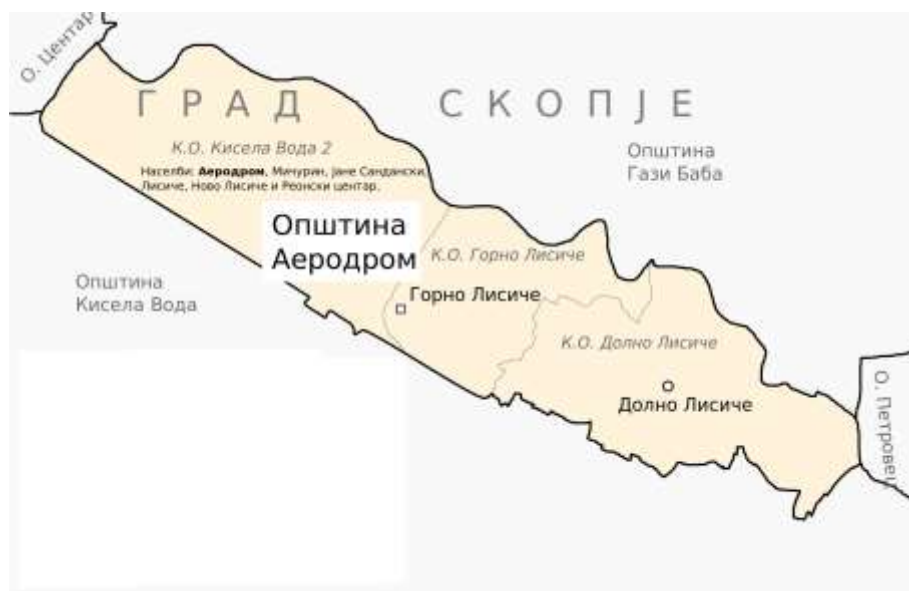 О. Центар
ГРАД СКОПЈЕ
К.О. Кисела Вода 2
Општина
Гази Баба
Населби: Аеродром, Мичурин, Јане Сандански,
Лисиче, Ново Лисиче и Реонски центар.
Општина
Аеродром
К.О. Горно Лисиче
Општина
Кисела Вода
Горно Лисиче
К.О. Долно Лисиче
Долно Лисиче
О. Петровец